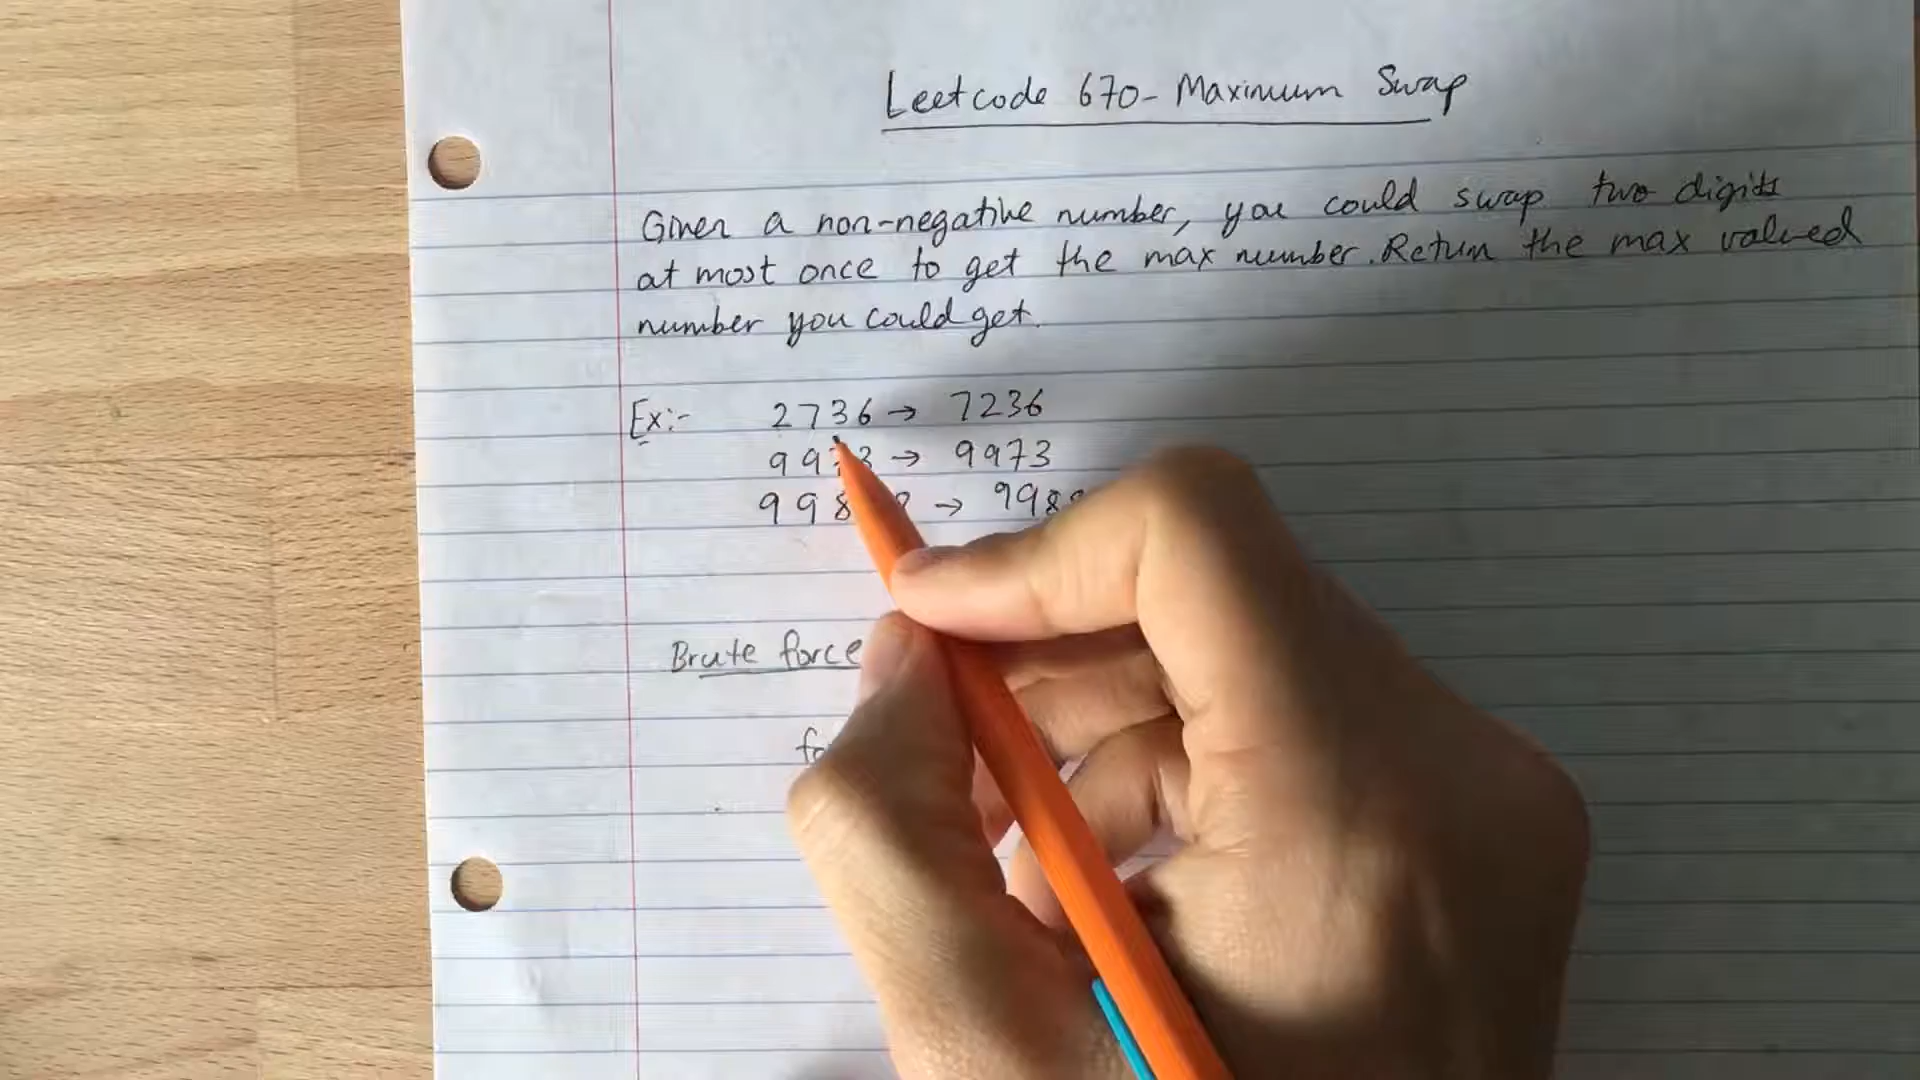 Leetcode 670- Maximum Swap
Given a non-negative number, you could swap two digits
at most once to get the max number. Return the max valued
number you could get.
Ex:- 2736 → 7236
→ 9973
→
Brute force